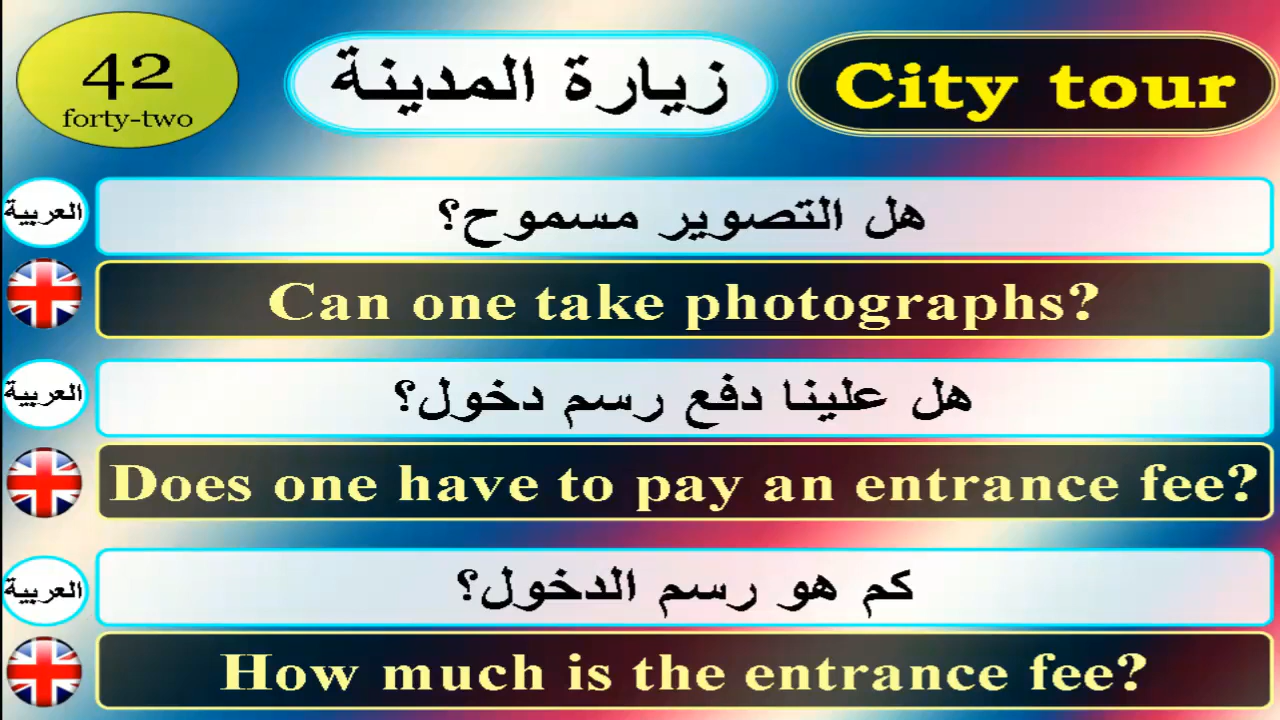 42
forty-two
زيارة المدينة
City tour
العربية
هل التصوير مسموح؟
Can one take photographs?
العربية
هل علينا دفع رسم دخول؟
Does one have to pay an entrance fee?
العربية
كم هو رسم الدخول؟
How much is the entrance fee?